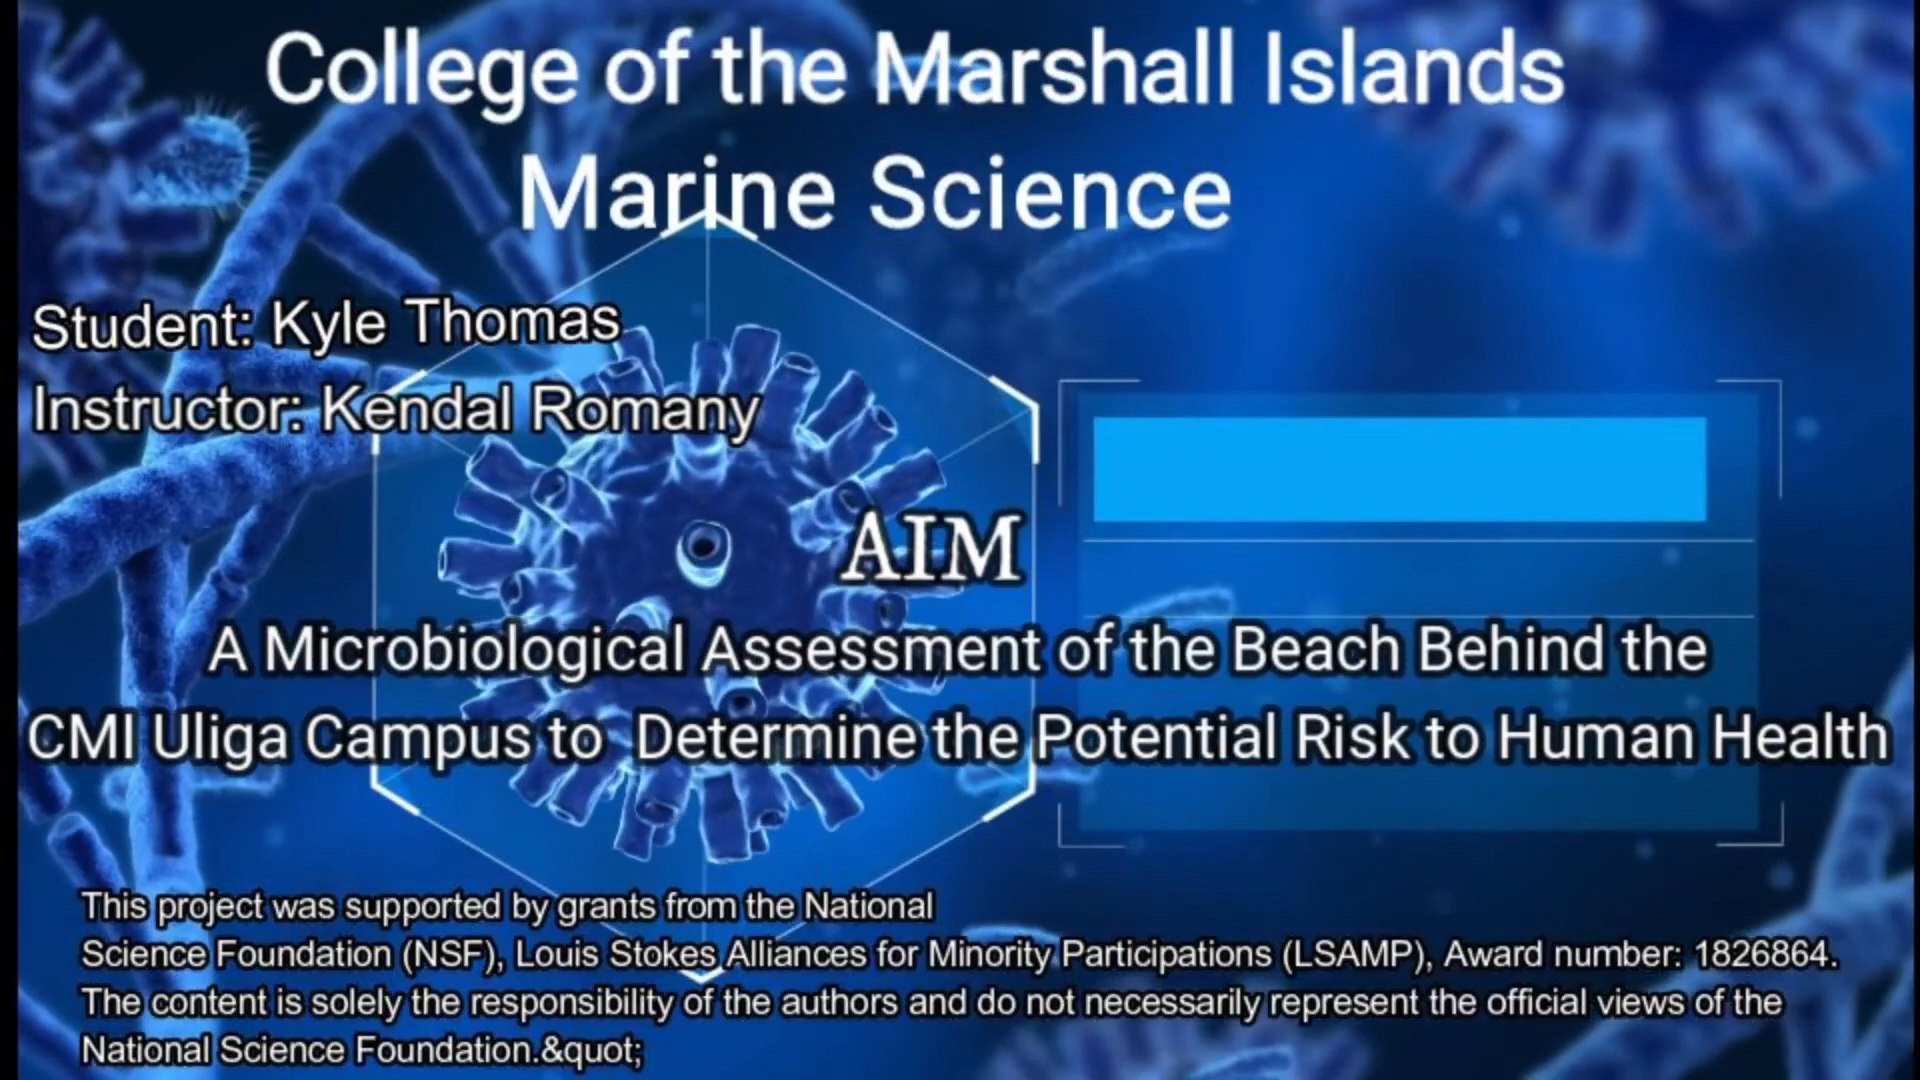 College of the Marshall Islands
Marine Science
Student: Kyle Thomas
Instructor: Kendal Romany
AIM
A Microbiological Assessment of the Beach Behind the
CMI Uliga Campus to Determine the Potential Risk to Human Health
This project was supported by grants from the National
Science Foundation (NSF), Louis Stokes Alliances for Minority Participations (LSAMP), Award number: 1826864.
The content is solely the responsibility of the authors and do not necessarily represent the official views of the
National Science Foundation.&quot;